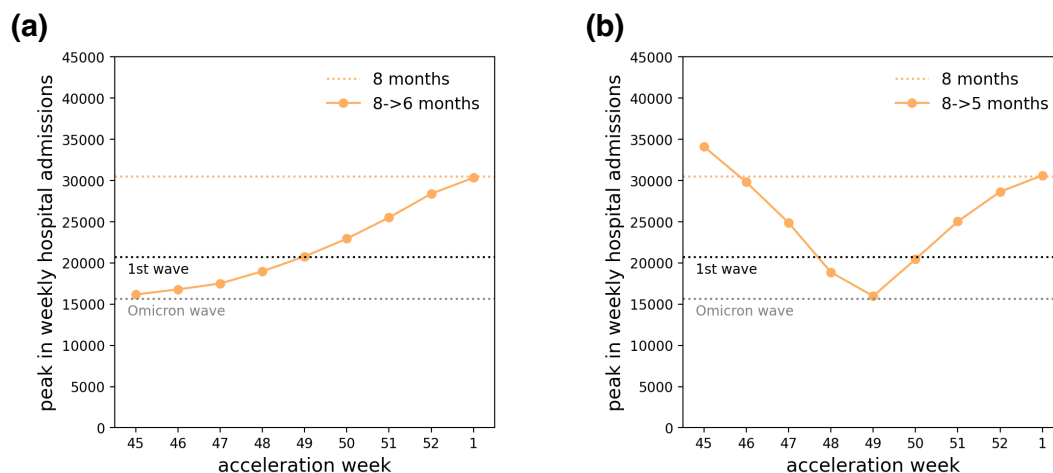 (a)
45000
40000
35000
30000
25000
20000
15000
10000
5000
0
peak in weekly hospital admissions
8 months
8->6 months
1st wave
Omicron wave
45 46 47 48 49 50 51 52 1
acceleration week
(b)
45000
40000
35000
30000
25000
20000
15000
10000
5000
0
peak in weekly hospital admissions
8 months
8->5 months
1st wave
Omicron wave
45 46 47 48 49 50 51 52 1
acceleration week